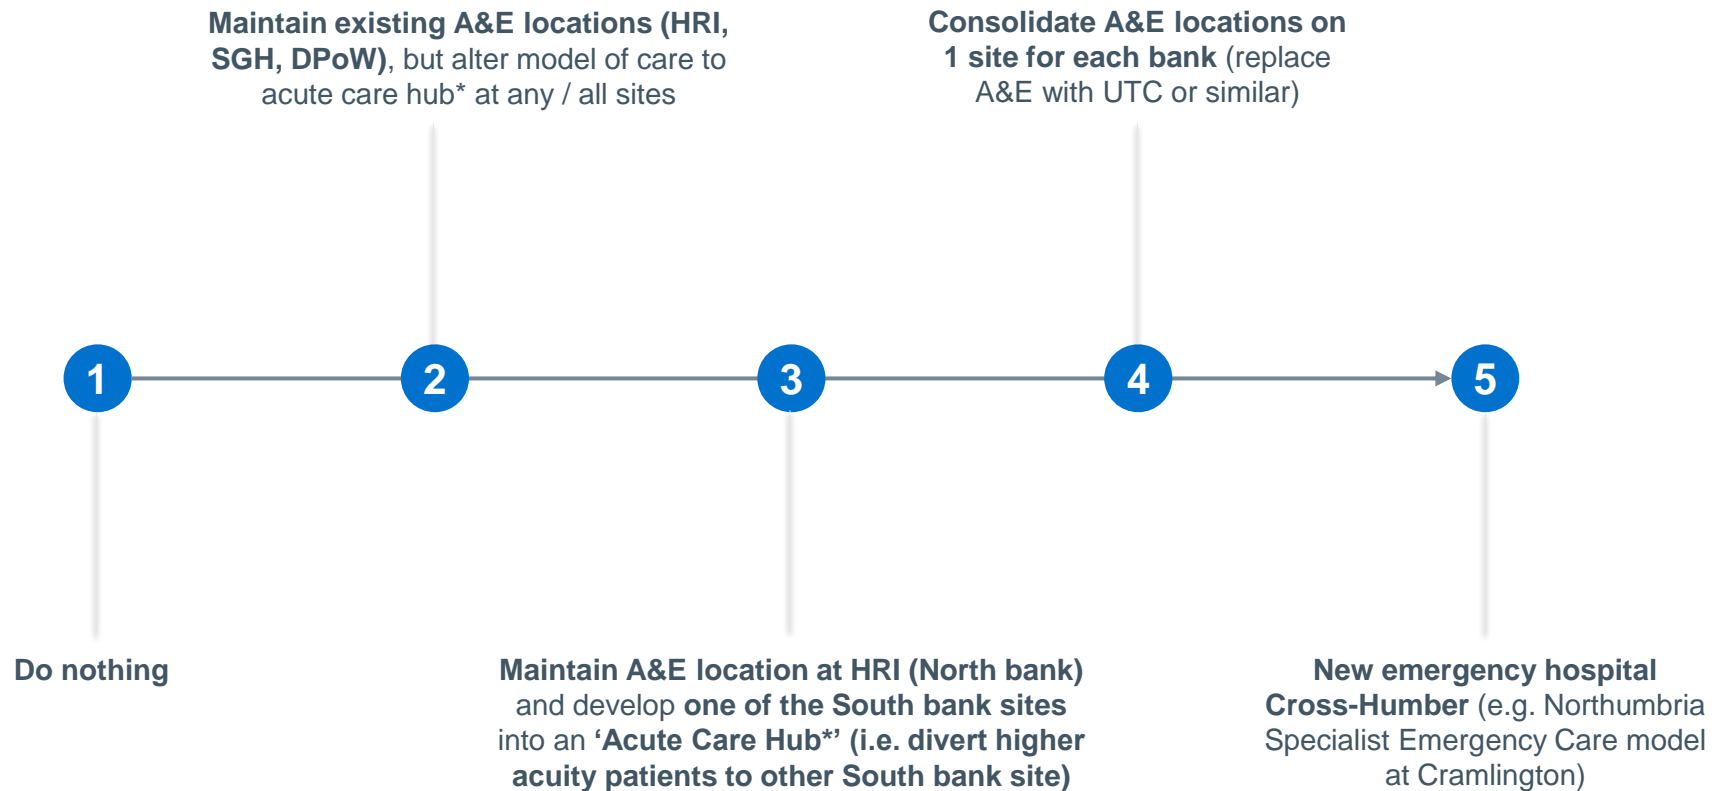 Maintain existing A&E locations (HRI,
SGH, DPoW), but alter model of care to
acute care hub* at any / all sites
Consolidate A&E locations on
1 site for each bank (replace
A&E with UTC or similar)
1
2
3
4
5
Do nothing
Maintain A&E location at HRI (North bank)
and develop one of the South bank sites
into an ‘Acute Care Hub*’ (i.e. divert higher
acuity patients to other South bank site)
New emergency hospital
Cross-Humber (e.g. Northumbria
Specialist Emergency Care model
at Cramlington)